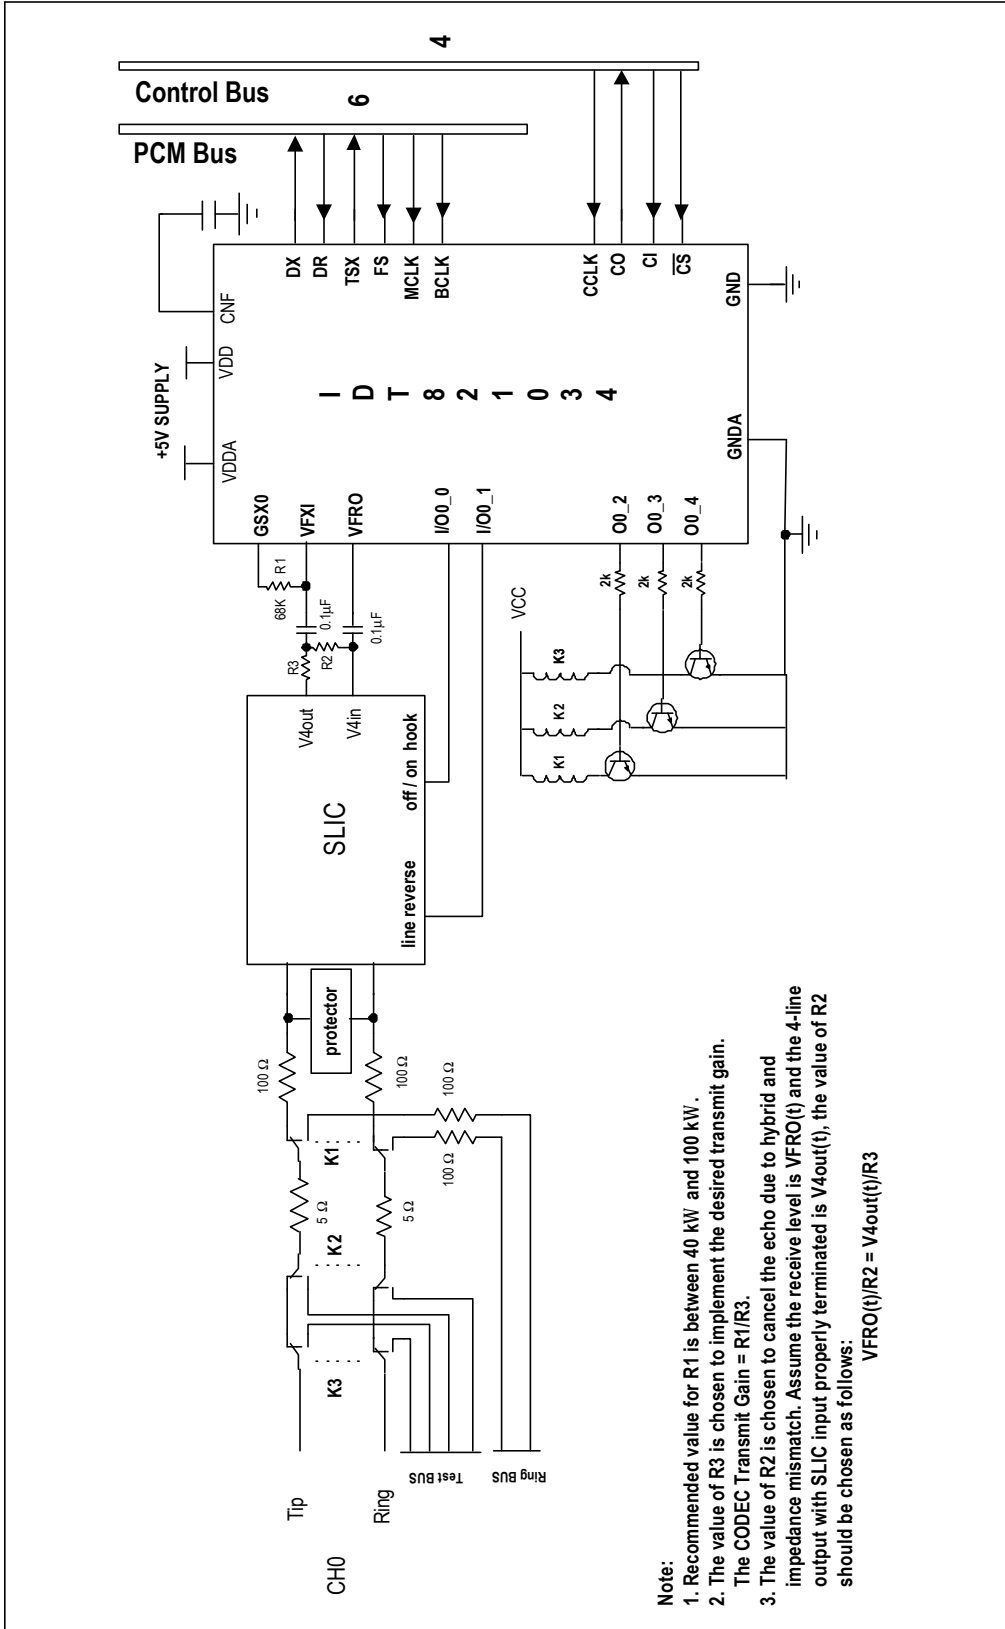 Control Bus
4
PCM Bus
6
DX
DR
TSX
FS
MCLK
BCLK
CCLK
CO
CI
CS
CNF
VDD
VDDA
+5V SUPPLY
IDT821034
GND
GNDA
GSX0
VFXI
VFRO
I/O0_0
I/O0_1
O0_2
O0_3
O0_4
R1
68K
0.1µF
0.1µF
R3
R2
2k
2k
2k
VCC
K3
K2
K1
V4out
V4in
off / on hook
line reverse
SLIC
protector
100 Ω
100 Ω
100 Ω
100 Ω
K1
5 Ω
5 Ω
K2
K3
Tip
Ring
CH0
Test BUS
Ring BUS
Note:
1. Recommended value for R1 is between 40 kW and 100 kW.
2. The value of R3 is chosen to implement the desired transmit gain.
The CODEC Transmit Gain = R1/R3.
3. The value of R2 is chosen to cancel the echo due to hybrid and
impedance mismatch. Assume the receive level is VFRO(t) and the 4-line
output with SLIC input properly terminated is V4out(t), the value of R2
should be chosen as follows:
VFRO(t)/R2 = V4out(t)/R3